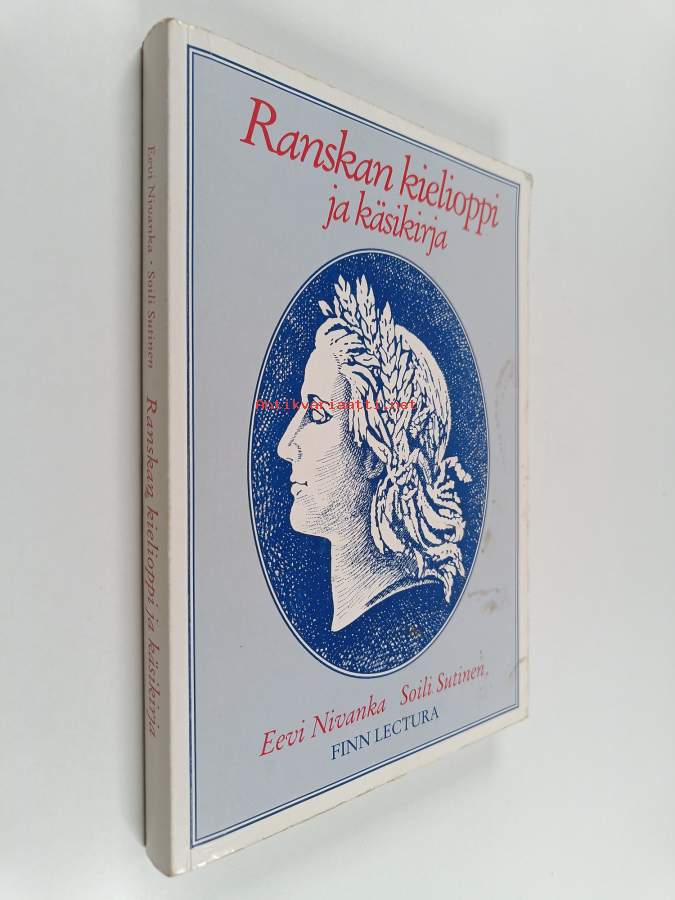 Ranskan kielioppi
ja käsikirja
Antikvariaatti.net
Eevi Nivanka Soili Sutinen
FINN LECTURA
Eevi Nivanka · Soili Sutinen Ranskan kielioppi ja käsikirja